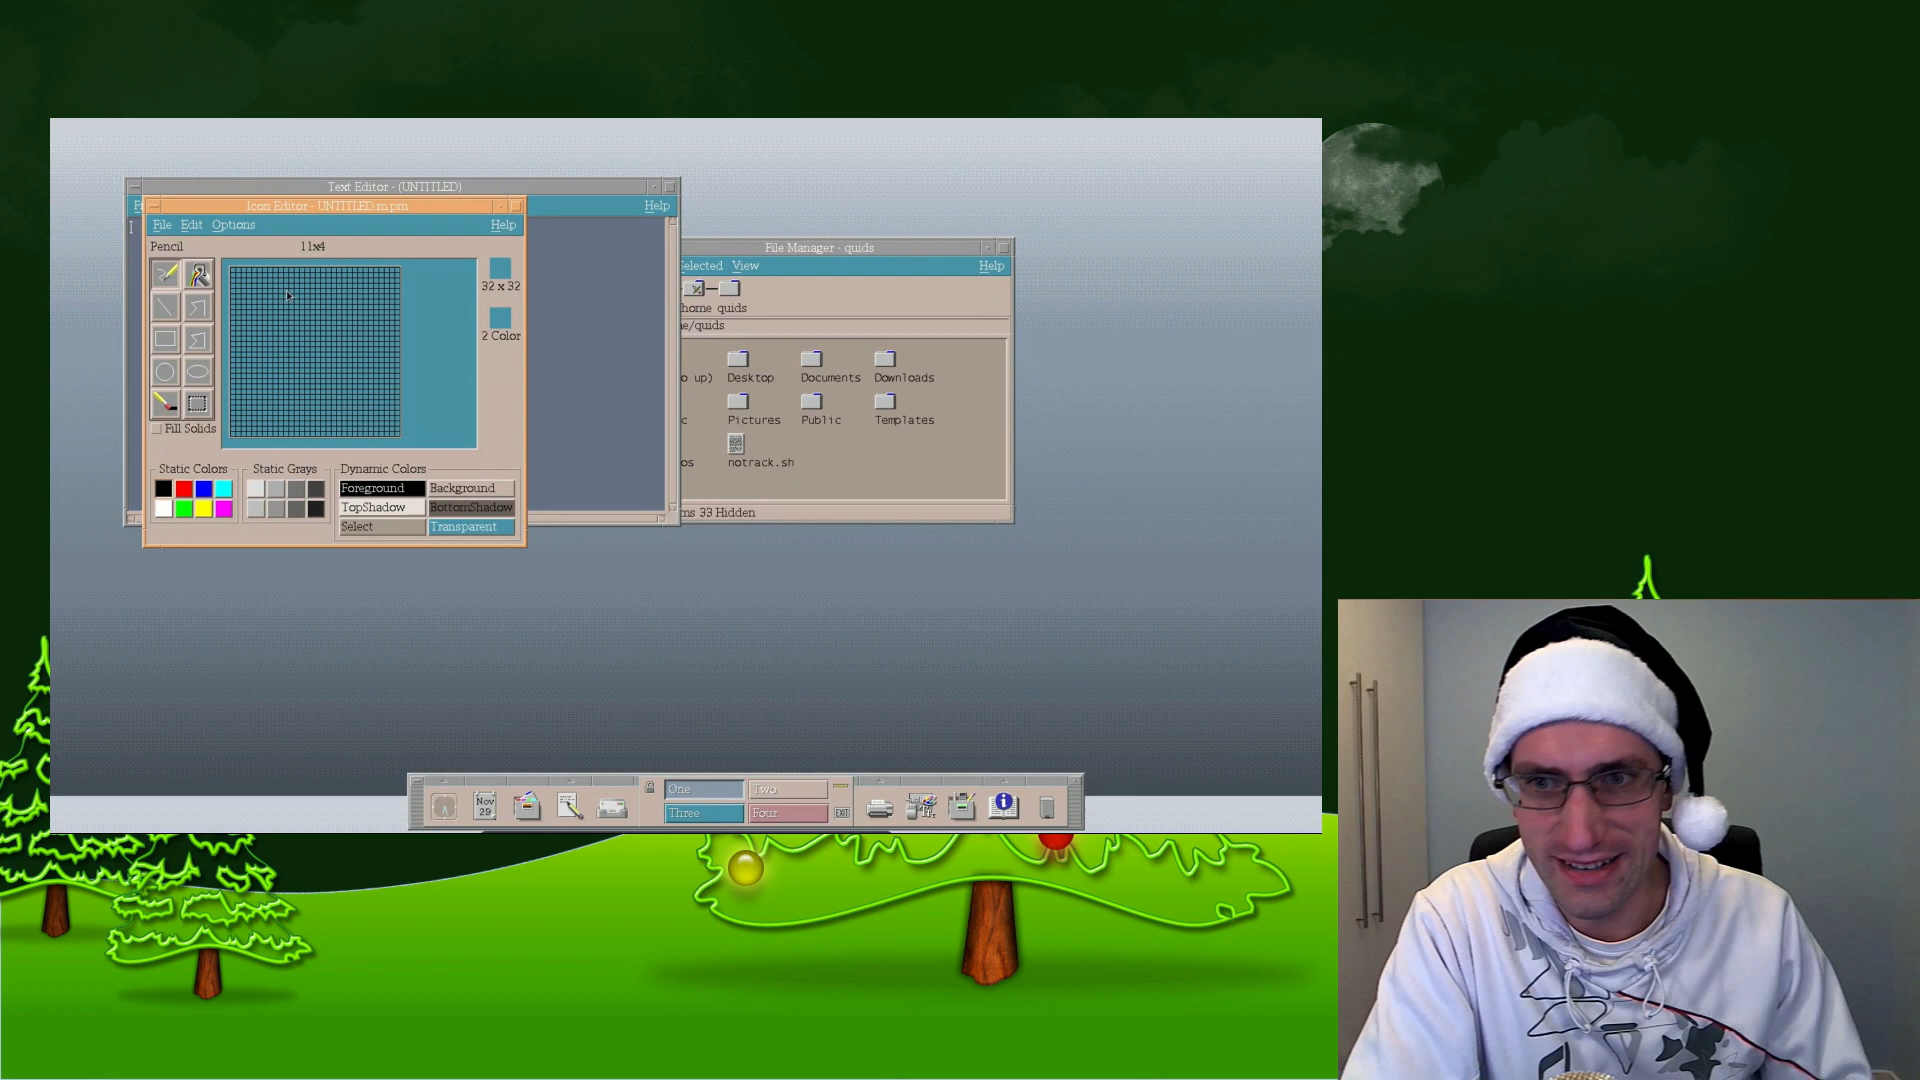 Text Editor - (UNTITLED)
Help
Icon Editor - UNTITLED.m.pm
File Edit Options Help
Pencil 11x4
32 x 32
2 Color
Fill Solids
Static Colors Static Grays Dynamic Colors
Foreground Background
TopShadow BottomShadow
Select Transparent
File Manager - quids
Selected View Help
home quids
e/quids
o up) Desktop Documents Downloads
c Pictures Public Templates
os notrack.sh
ms 33 Hidden
One Two
Three Four
Nov
29
EXIT